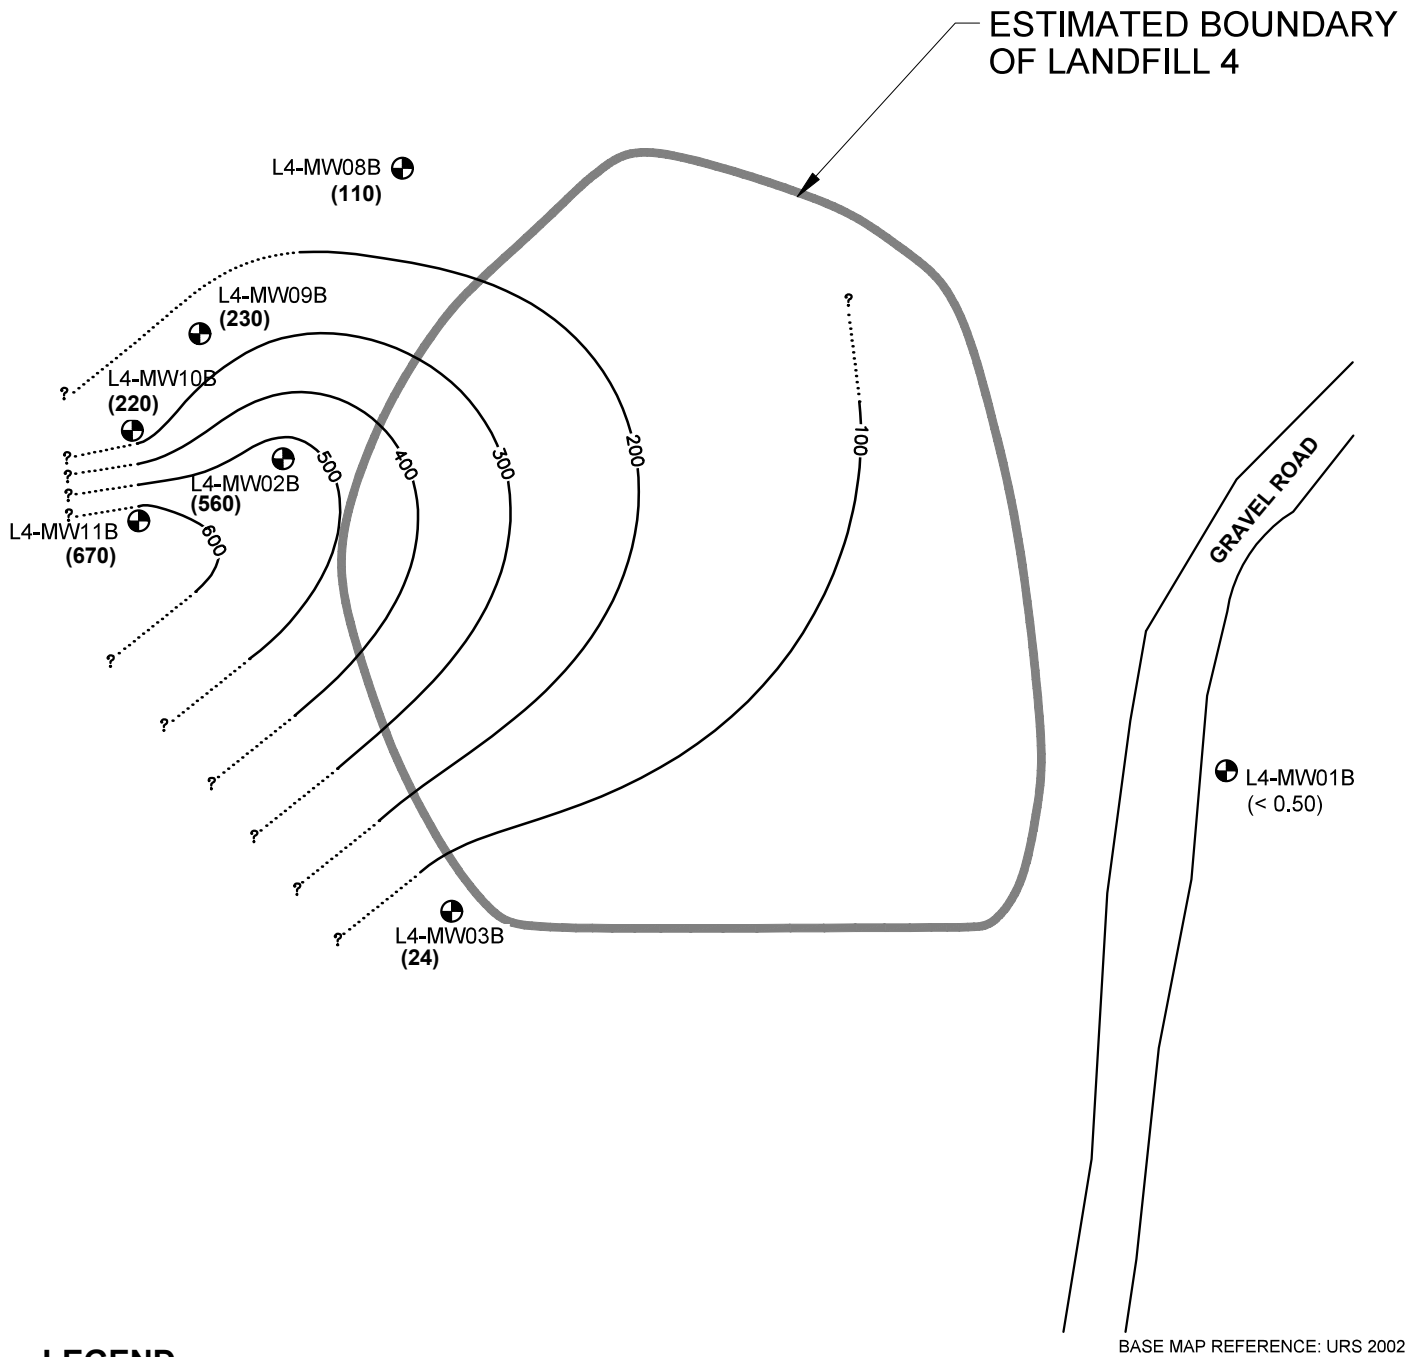 ESTIMATED BOUNDARY
OF LANDFILL 4
L4-MW08B
(110)
L4-MW09B
(230)
?
?
L4-MW10B
(220)
100
200
300
400
500
?
?
?
?
L4-MW02B
(560)
L4-MW11B
(670)
600
GRAVEL ROAD
?
?
?
?
?
?
L4-MW01B
(< 0.50)
L4-MW03B
(24)
BASE MAP REFERENCE: URS 2002
LEGEND